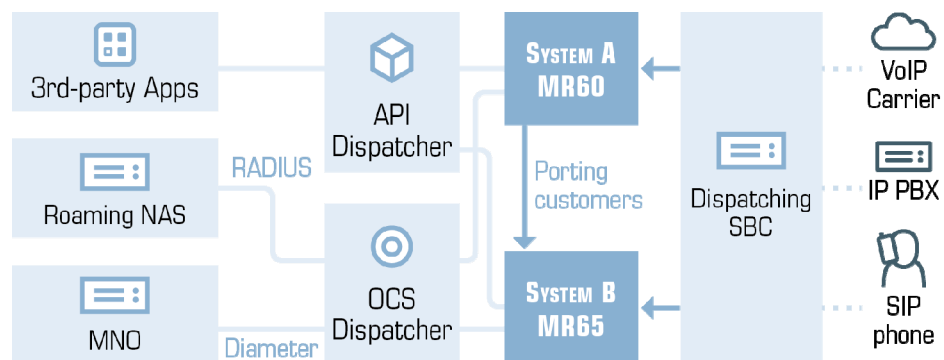 3rd-party Apps
RADIUS
Roaming NAS
MNO
Diameter
API
Dispatcher
OCS
Dispatcher
SYSTEM A
MR60
Porting
customers
SYSTEM B
MR65
Dispatching
SBC
VoIP
Carrier
IP PBX
SIP
phone